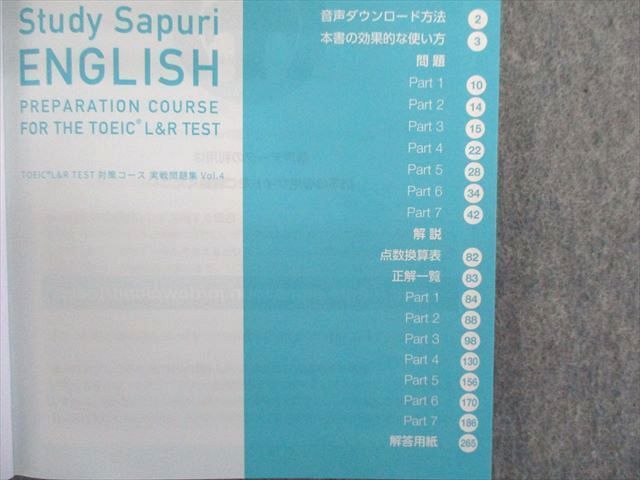 Study Sapuri
ENGLISH
PREPARATION COURSE
FOR THE TOEIC® L&R TEST
TOEIC®L&R TEST 対策コース 実戦問題集 Vol.4
音声ダウンロード方法 2
本書の効果的な使い方 3
問題
Part 1 10
Part 2 14
Part 3 15
Part 4 22
Part 5 28
Part 6 34
Part 7 42
解説
点数換算表 82
正解一覧 83
Part 1 84
Part 2 88
Part 3 98
Part 4 130
Part 5 156
Part 6 170
Part 7 186
解答用紙 265